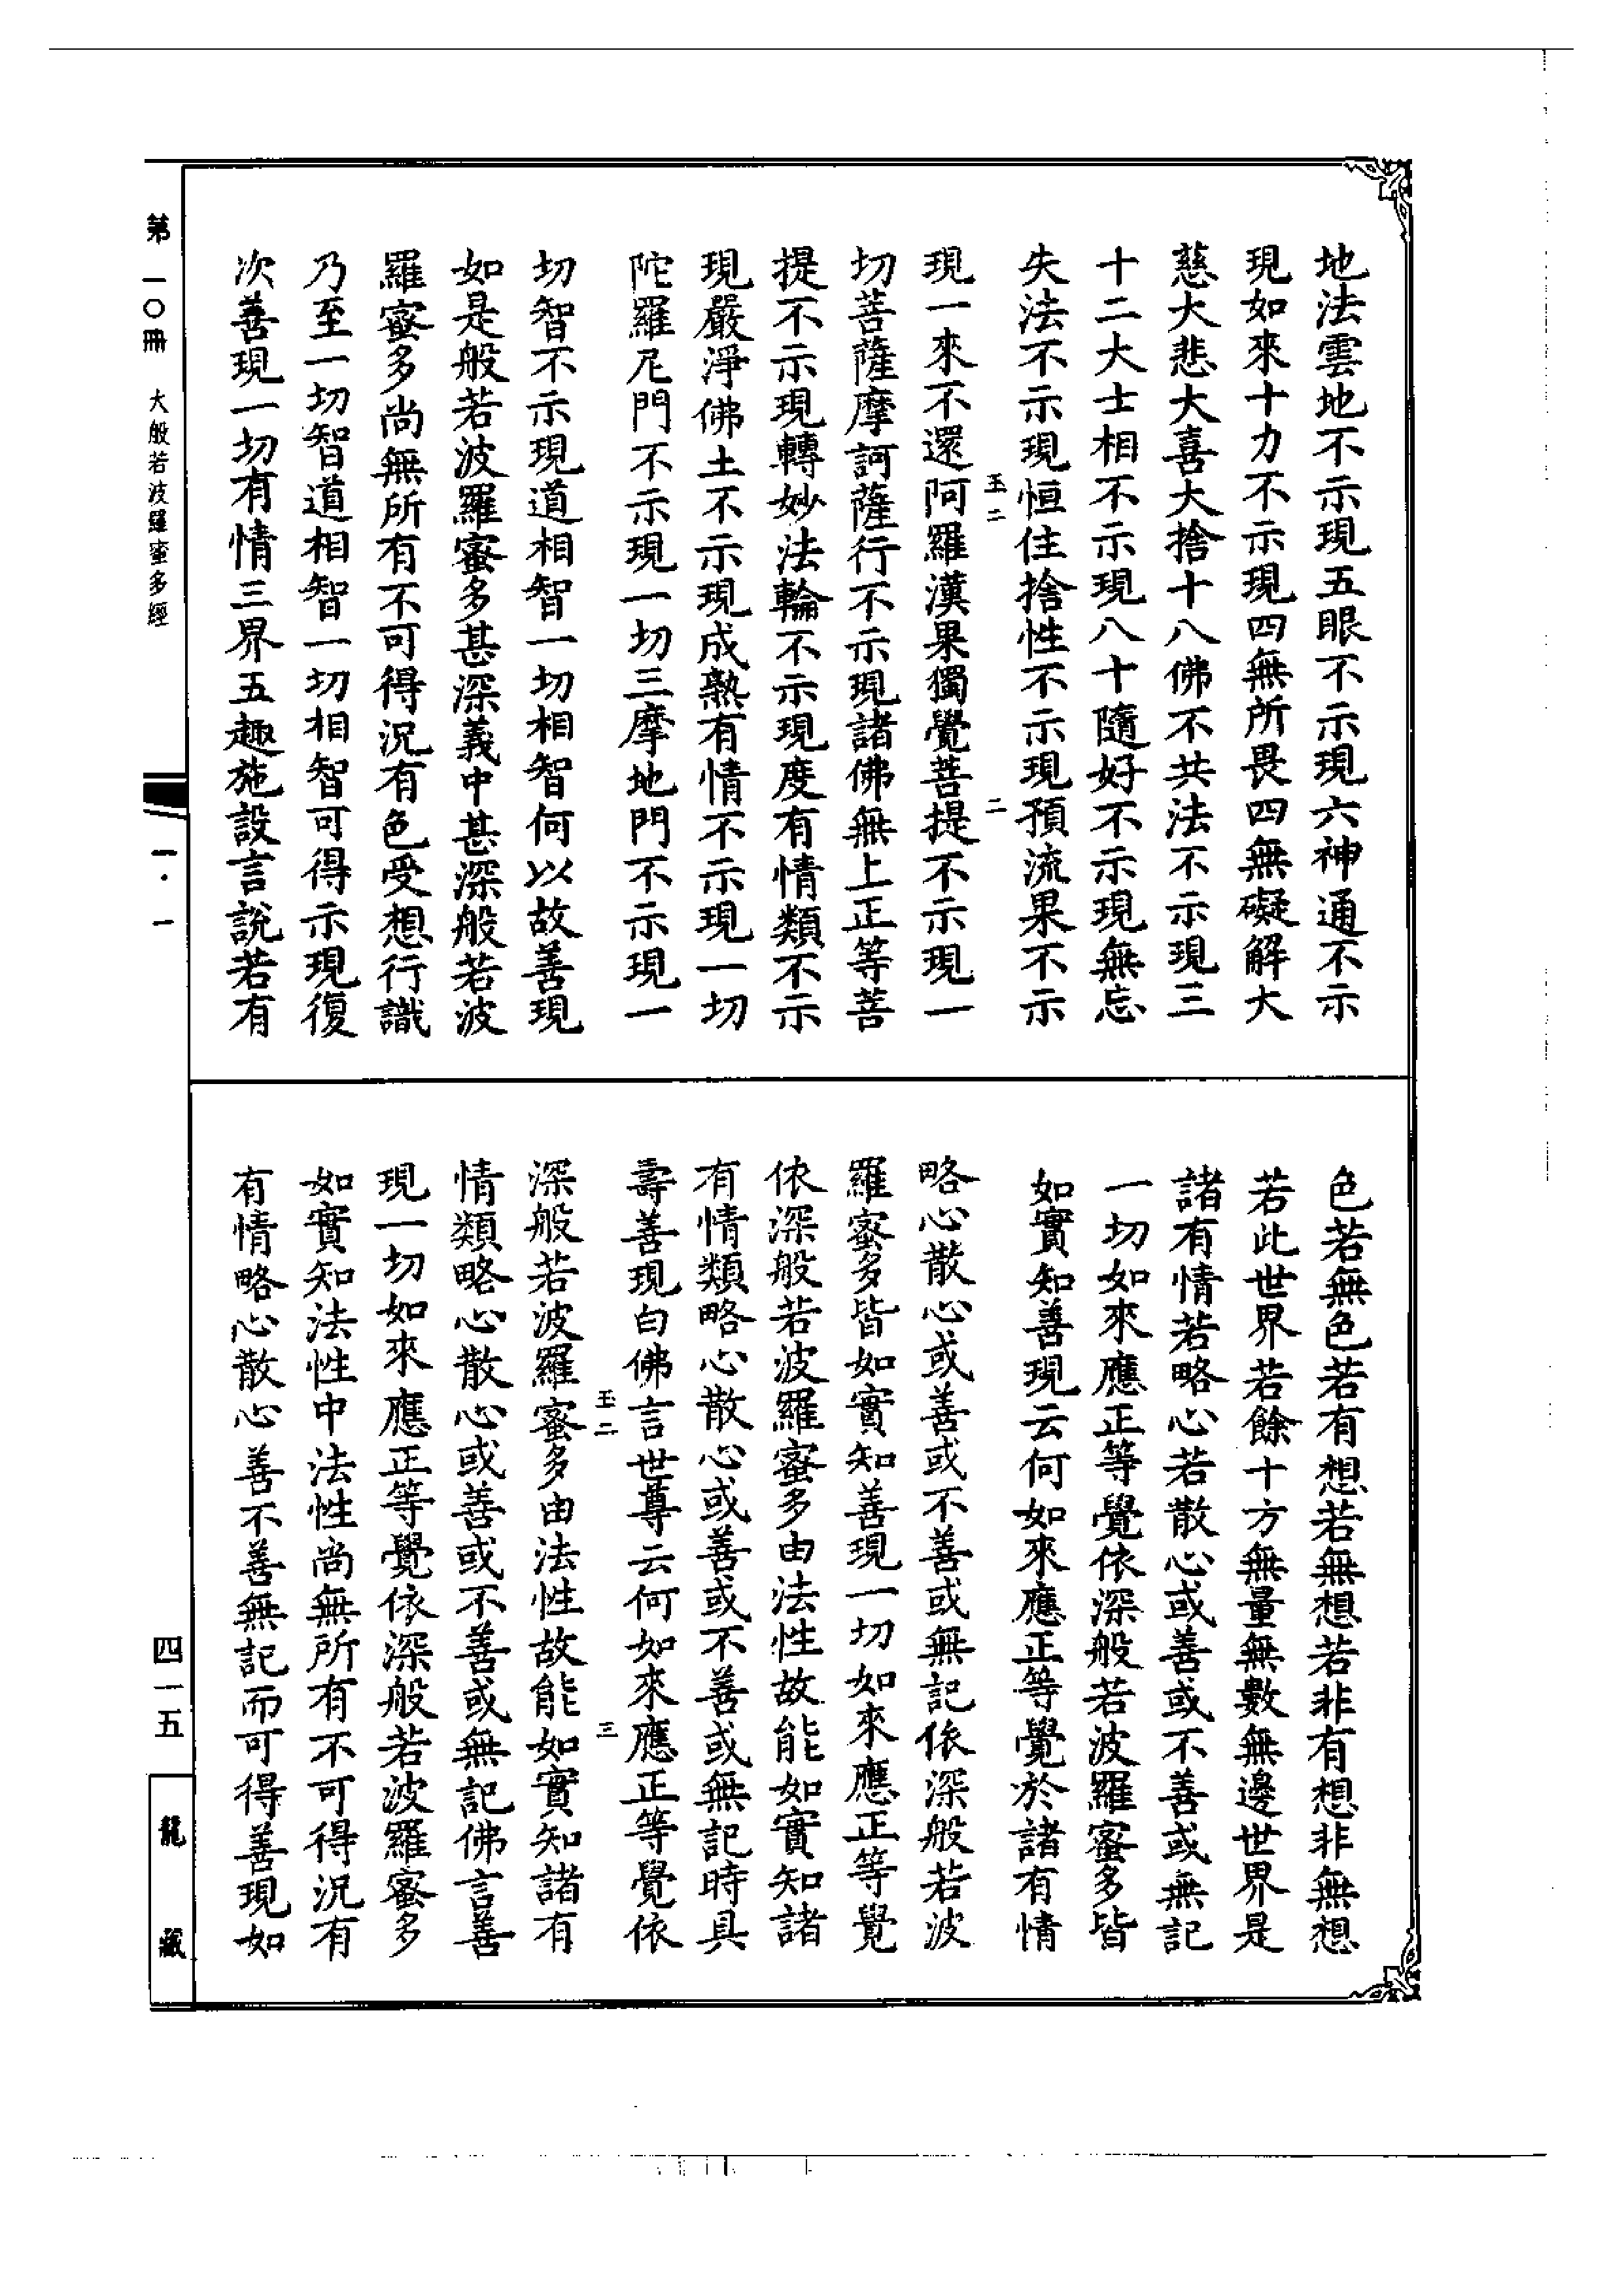 地法雲地不示現五眼不示現六神通不示
現如來十力不示現四無所畏四無礙解大
慈大悲大喜大捨十八佛不共法不示現三
十二大士相不示現八十隨好不示現無忘
失法不示現恒住捨性不示現預流果不示
玉二 二
現一來不還阿羅漢果獨覺菩提不示現一
切菩薩摩訶薩行不示現諸佛無上正等菩
提不示現轉妙法輪不示現度有情類不示
現嚴淨佛土不示現成熟有情不示現一切
陀羅尼門不示現一切三摩地門不示現一
切智不示現道相智一切相智何以故善現
如是般若波羅蜜多甚深義中甚深般若波
羅蜜多尚無所有不可得況有色受想行識
乃至一切智道相智一切相智可得示現復
次善現一切有情三界五趣施設言說若有
色若無色若有想若無想若非有想非無想
若此世界若餘十方無量無數無邊世界是
諸有情若略心若散心或善或不善或無記
一切如來應正等覺依深般若波羅蜜多皆
如實知善現云何如來應正等覺於諸有情
略心散心或善或不善或無記依深般若波
羅蜜多皆如實知善現一切如來應正等覺
依深般若波羅蜜多由法性故能如實知諸
有情類略心散心或善或不善或無記時具
壽善現白佛言世尊云何如來應正等覺依
玉二 三
深般若波羅蜜多由法性故能如實知諸有
情類略心散心或善或不善或無記佛言善
現一切如來應正等覺依深般若波羅蜜多
如實知法性中法性尚無所有不可得況有
有情略心散心善不善無記而可得善現如
第一〇冊 大般若波羅蜜多經
一·一
四一五
龍藏